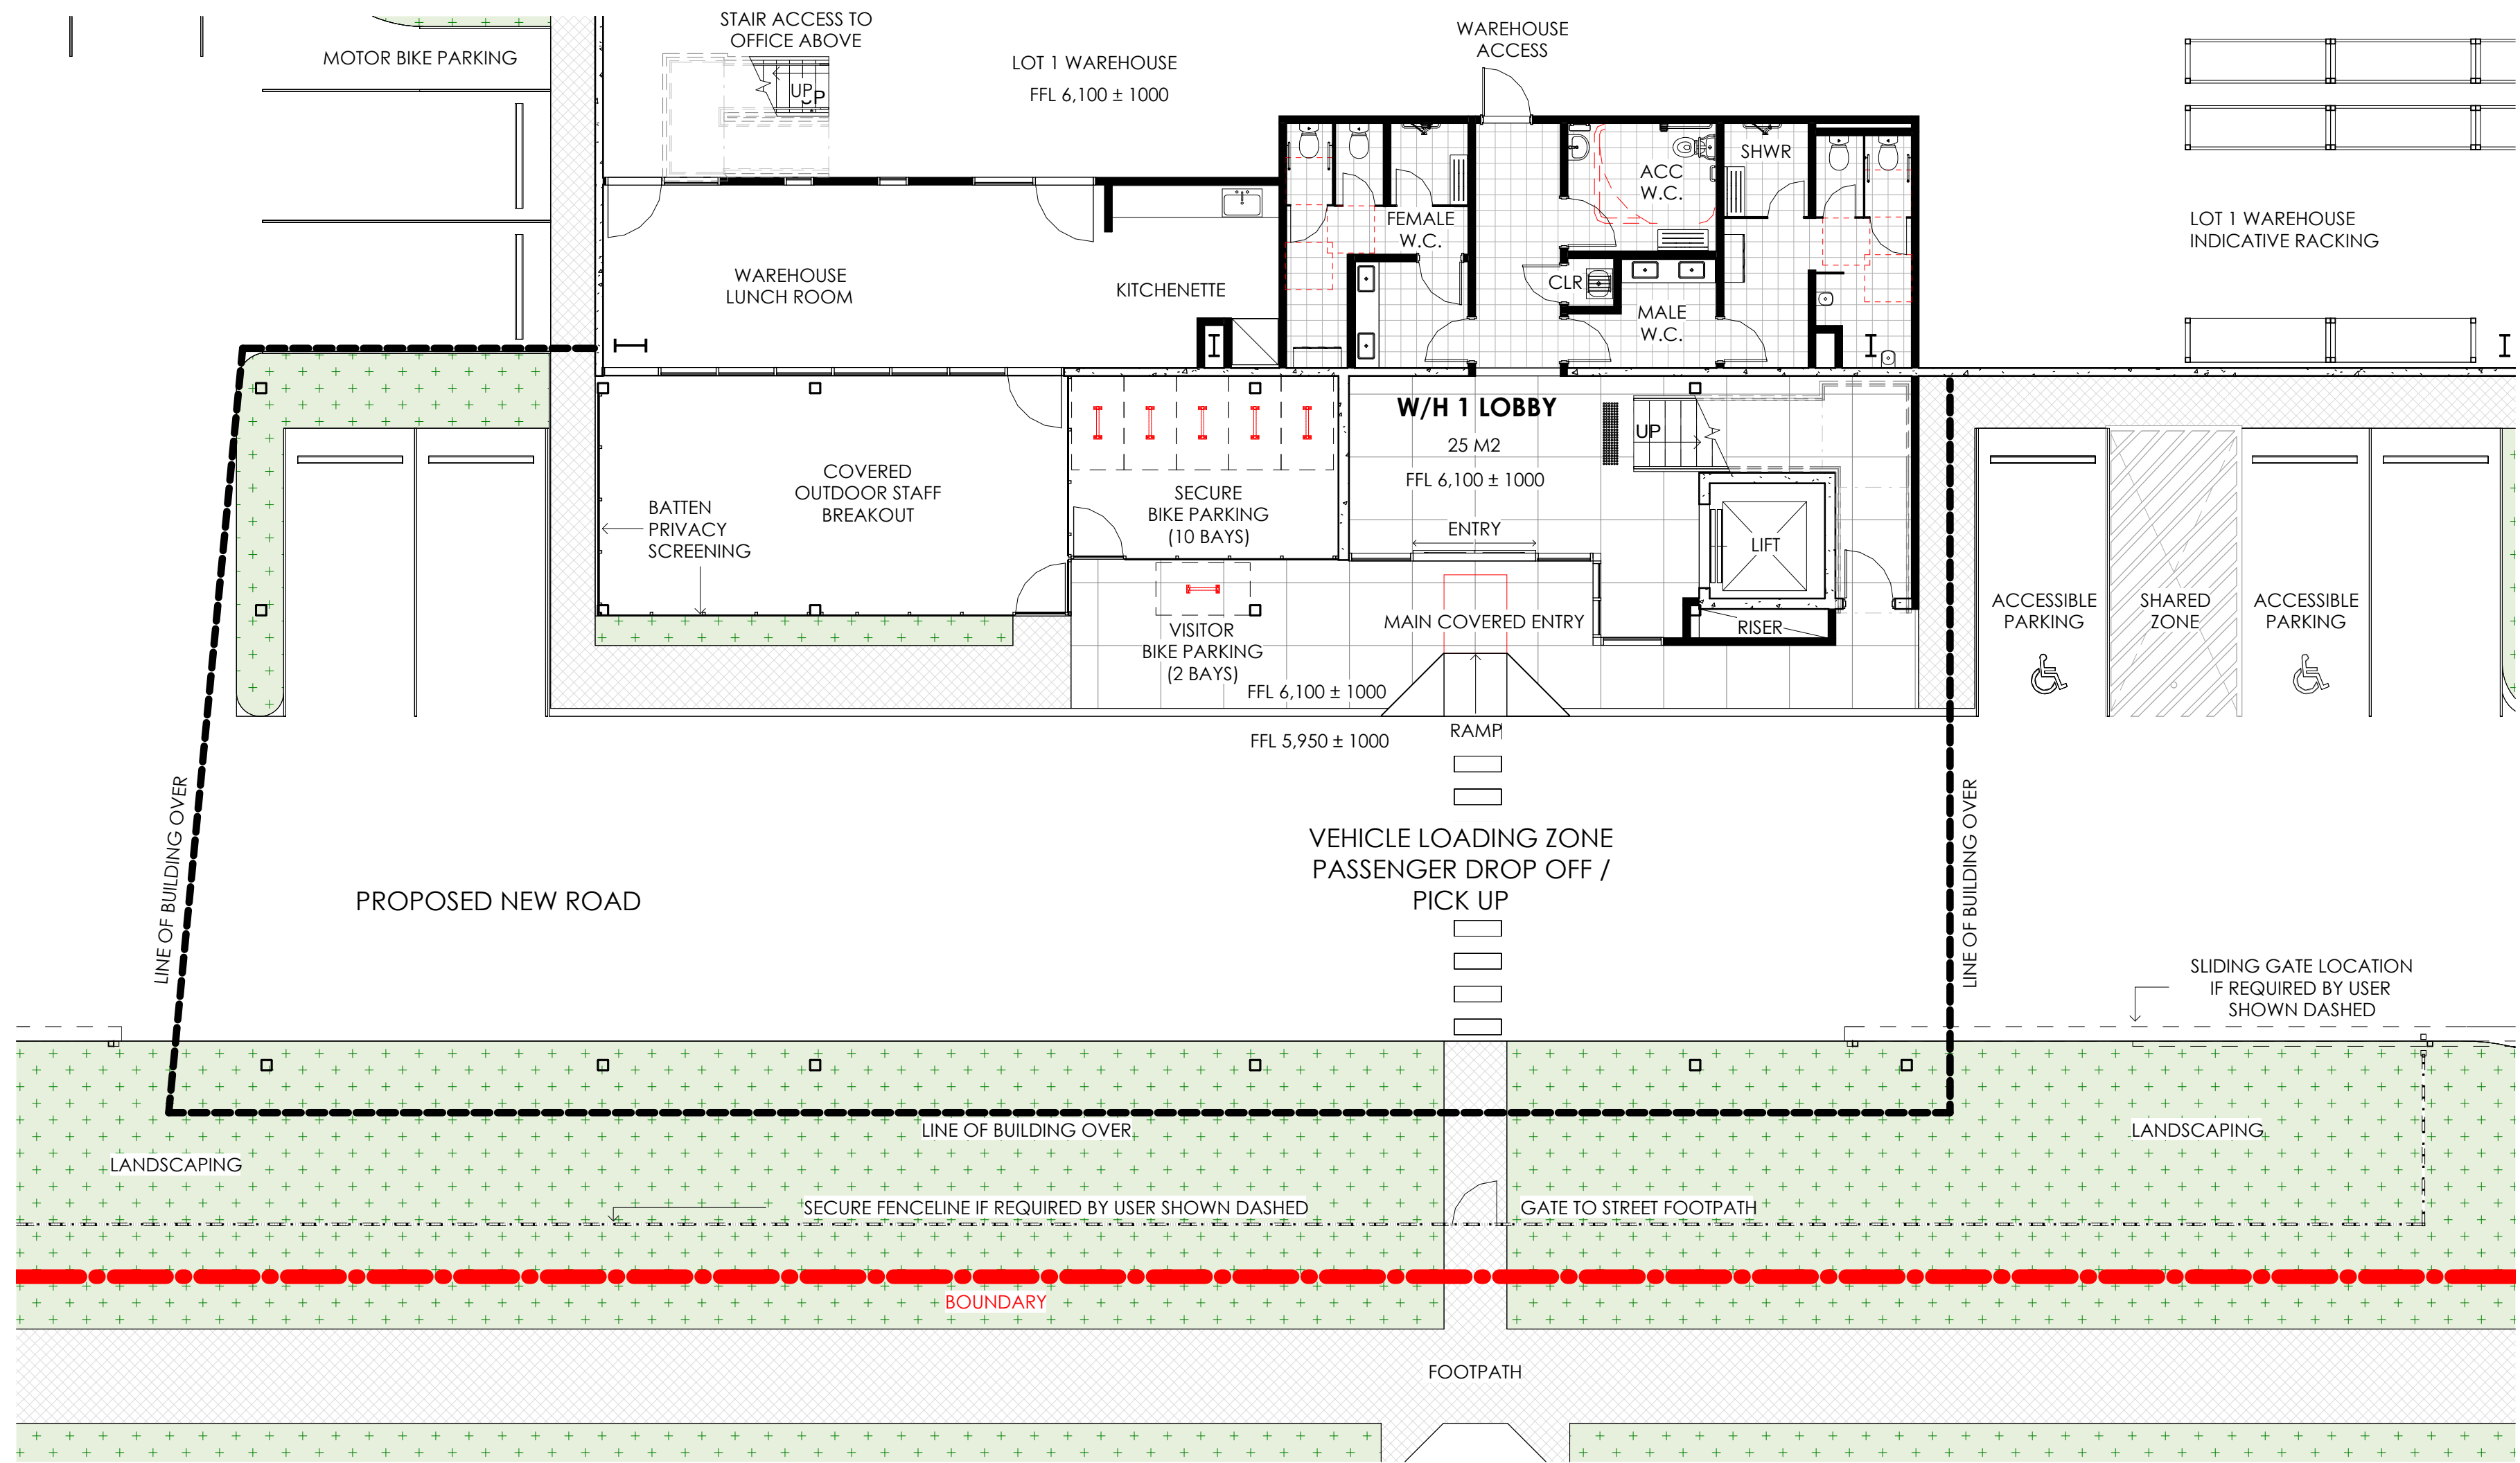 STAIR ACCESS TO
OFFICE ABOVE
WAREHOUSE
ACCESS
MOTOR BIKE PARKING
LOT 1 WAREHOUSE
FFL 6,100 ± 1000
UP
UP
SHWR
ACC
W.C.
FEMALE
W.C.
LOT 1 WAREHOUSE
INDICATIVE RACKING
WAREHOUSE
LUNCH ROOM
KITCHENETTE
CLR
MALE
W.C.
W/H 1 LOBBY
25 M2
FFL 6,100 ± 1000
UP
COVERED
OUTDOOR STAFF
BREAKOUT
BATTEN
PRIVACY
SCREENING
SECURE
BIKE PARKING
(10 BAYS)
ENTRY
LIFT
ACCESSIBLE
PARKING
SHARED
ZONE
ACCESSIBLE
PARKING
MAIN COVERED ENTRY
RISER
VISITOR
BIKE PARKING
(2 BAYS)
FFL 6,100 ± 1000
RAMP
FFL 5,950 ± 1000
LINE OF BUILDING OVER
LINE OF BUILDING OVER
VEHICLE LOADING ZONE
PASSENGER DROP OFF /
PICK UP
PROPOSED NEW ROAD
SLIDING GATE LOCATION
IF REQUIRED BY USER
SHOWN DASHED
LINE OF BUILDING OVER
LANDSCAPING
LANDSCAPING
SECURE FENCELINE IF REQUIRED BY USER SHOWN DASHED
GATE TO STREET FOOTPATH
BOUNDARY
FOOTPATH